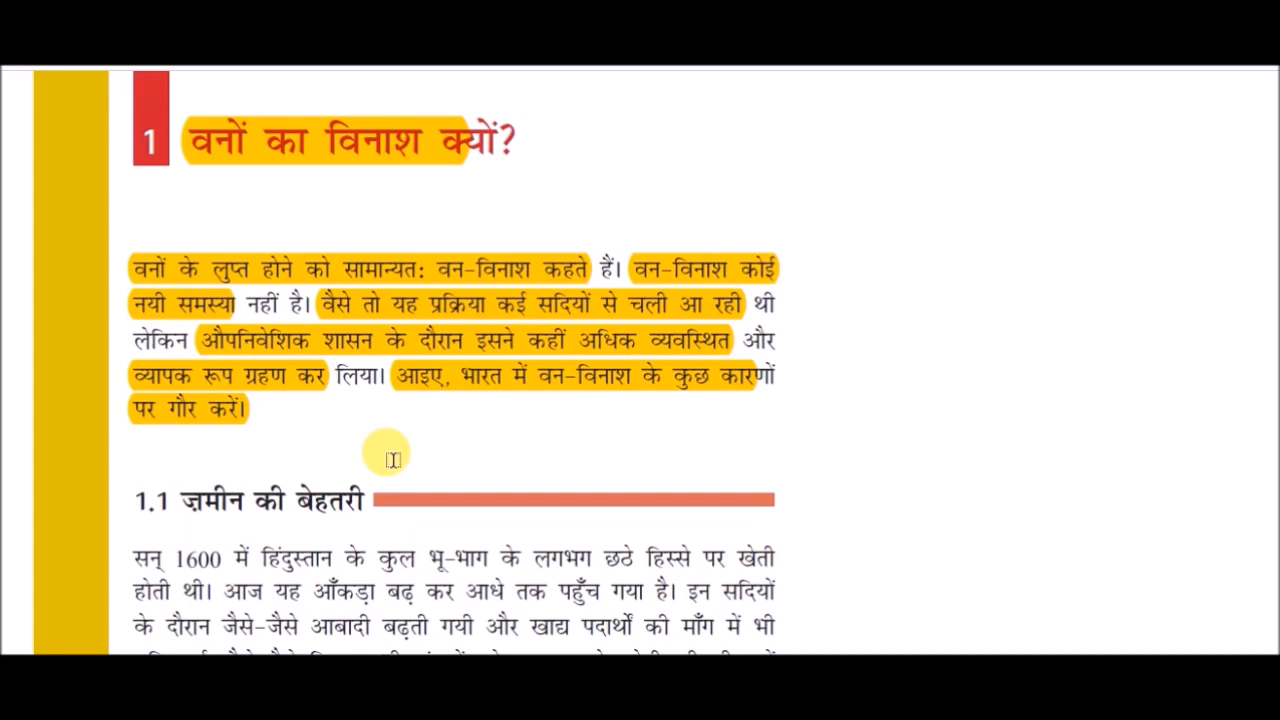 1 वनों का विनाश क्यों?
वनों के लुप्त होने को सामान्यत: वन-विनाश कहते हैं। वन-विनाश कोई
नयी समस्या नहीं है। वैसे तो यह प्रक्रिया कई सदियों से चली आ रही थी
लेकिन औपनिवेशिक शासन के दौरान इसने कहीं अधिक व्यवस्थित और
व्यापक रूप ग्रहण कर लिया। आइए, भारत में वन-विनाश के कुछ कारणों
पर गौर करें।
1.1 ज़मीन की बेहतरी
सन् 1600 में हिंदुस्तान के कुल भू-भाग के लगभग छठे हिस्से पर खेती
होती थी। आज यह आँकड़ा बढ़ कर आधे तक पहुँच गया है। इन सदियों
के दौरान जैसे-जैसे आबादी बढ़ती गयी और खाद्य पदार्थों की माँग में भी